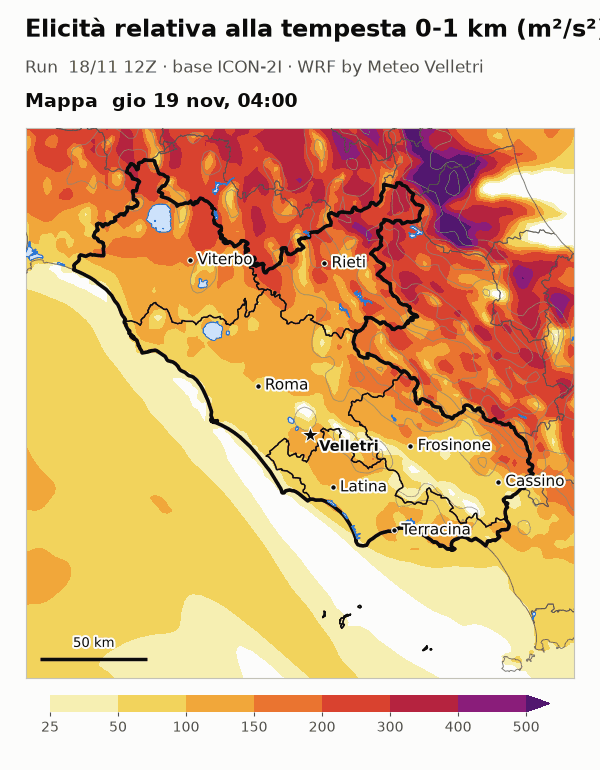 Elicità relativa alla tempesta 0-1 km (m²/s²)
Run 18/11 12Z · base ICON-2I · WRF by Meteo Velletri
Mappa gio 19 nov, 04:00
Viterbo
Rieti
Roma
Velletri
Frosinone
Cassino
Latina
Terracina
50 km
25 50 100 150 200 300 400 500